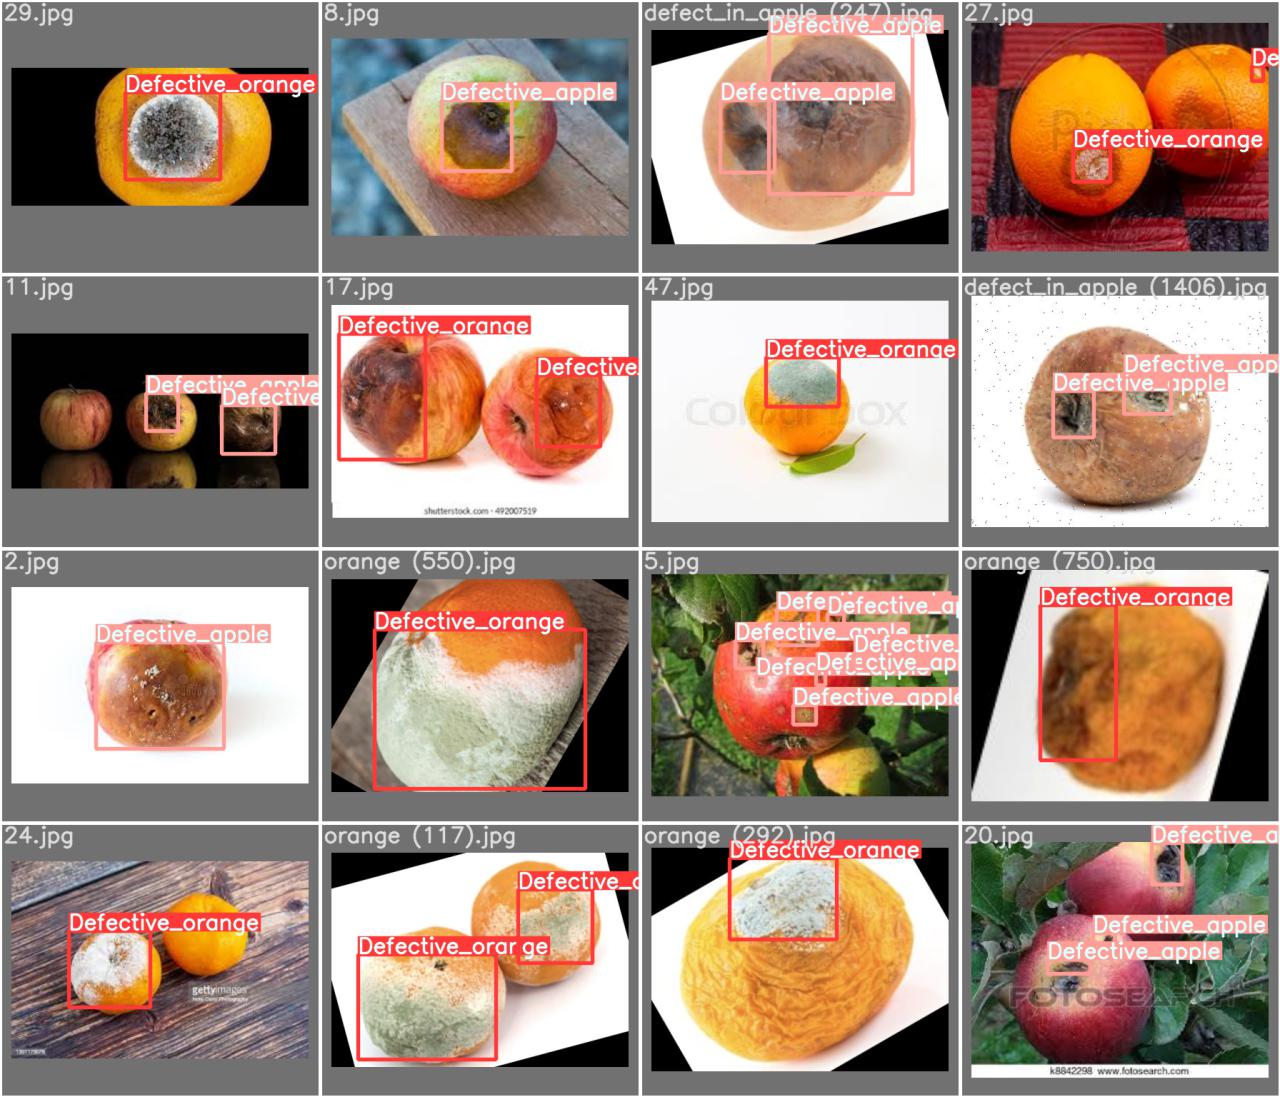 29.jpg
Defective_orange
8.jpg
Defective_apple
defect_in_apple (247).jpg
Defective_apple
Defective_apple
27.jpg
De
Defective_orange
11.jpg
Defective_apple
Defective
17.jpg
Defective_orange
Defective
shutterstock.com · 492007519
47.jpg
Defective_orange
defect_in_apple (1406).jpg
Defective_app
Defective_apple
2.jpg
Defective_apple
orange (550).jpg
Defective_orange
5.jpg
Defe
Defective_ap
Defective_apple
Defective_
Defec
Defective_ap
Defective_apple
orange (750).jpg
Defective_orange
24.jpg
Defective_orange
gettyimages
orange (117).jpg
Defective_o
Defective_orange
orange (292).jpg
Defective_orange
20.jpg
Defective_a
Defective_apple
Defective_apple
FOTOSEARCH
k8842298 www.fotosearch.com